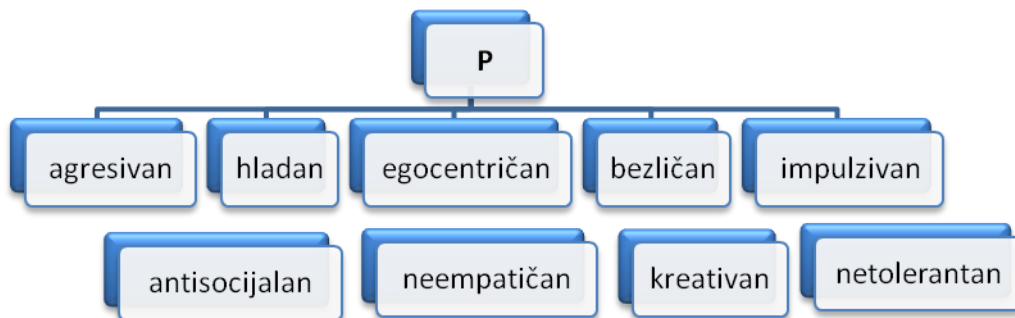 P
agresivan hladan egocentričan bezličan impulzivan
antisocijalan neempatičan kreativan netolerantan